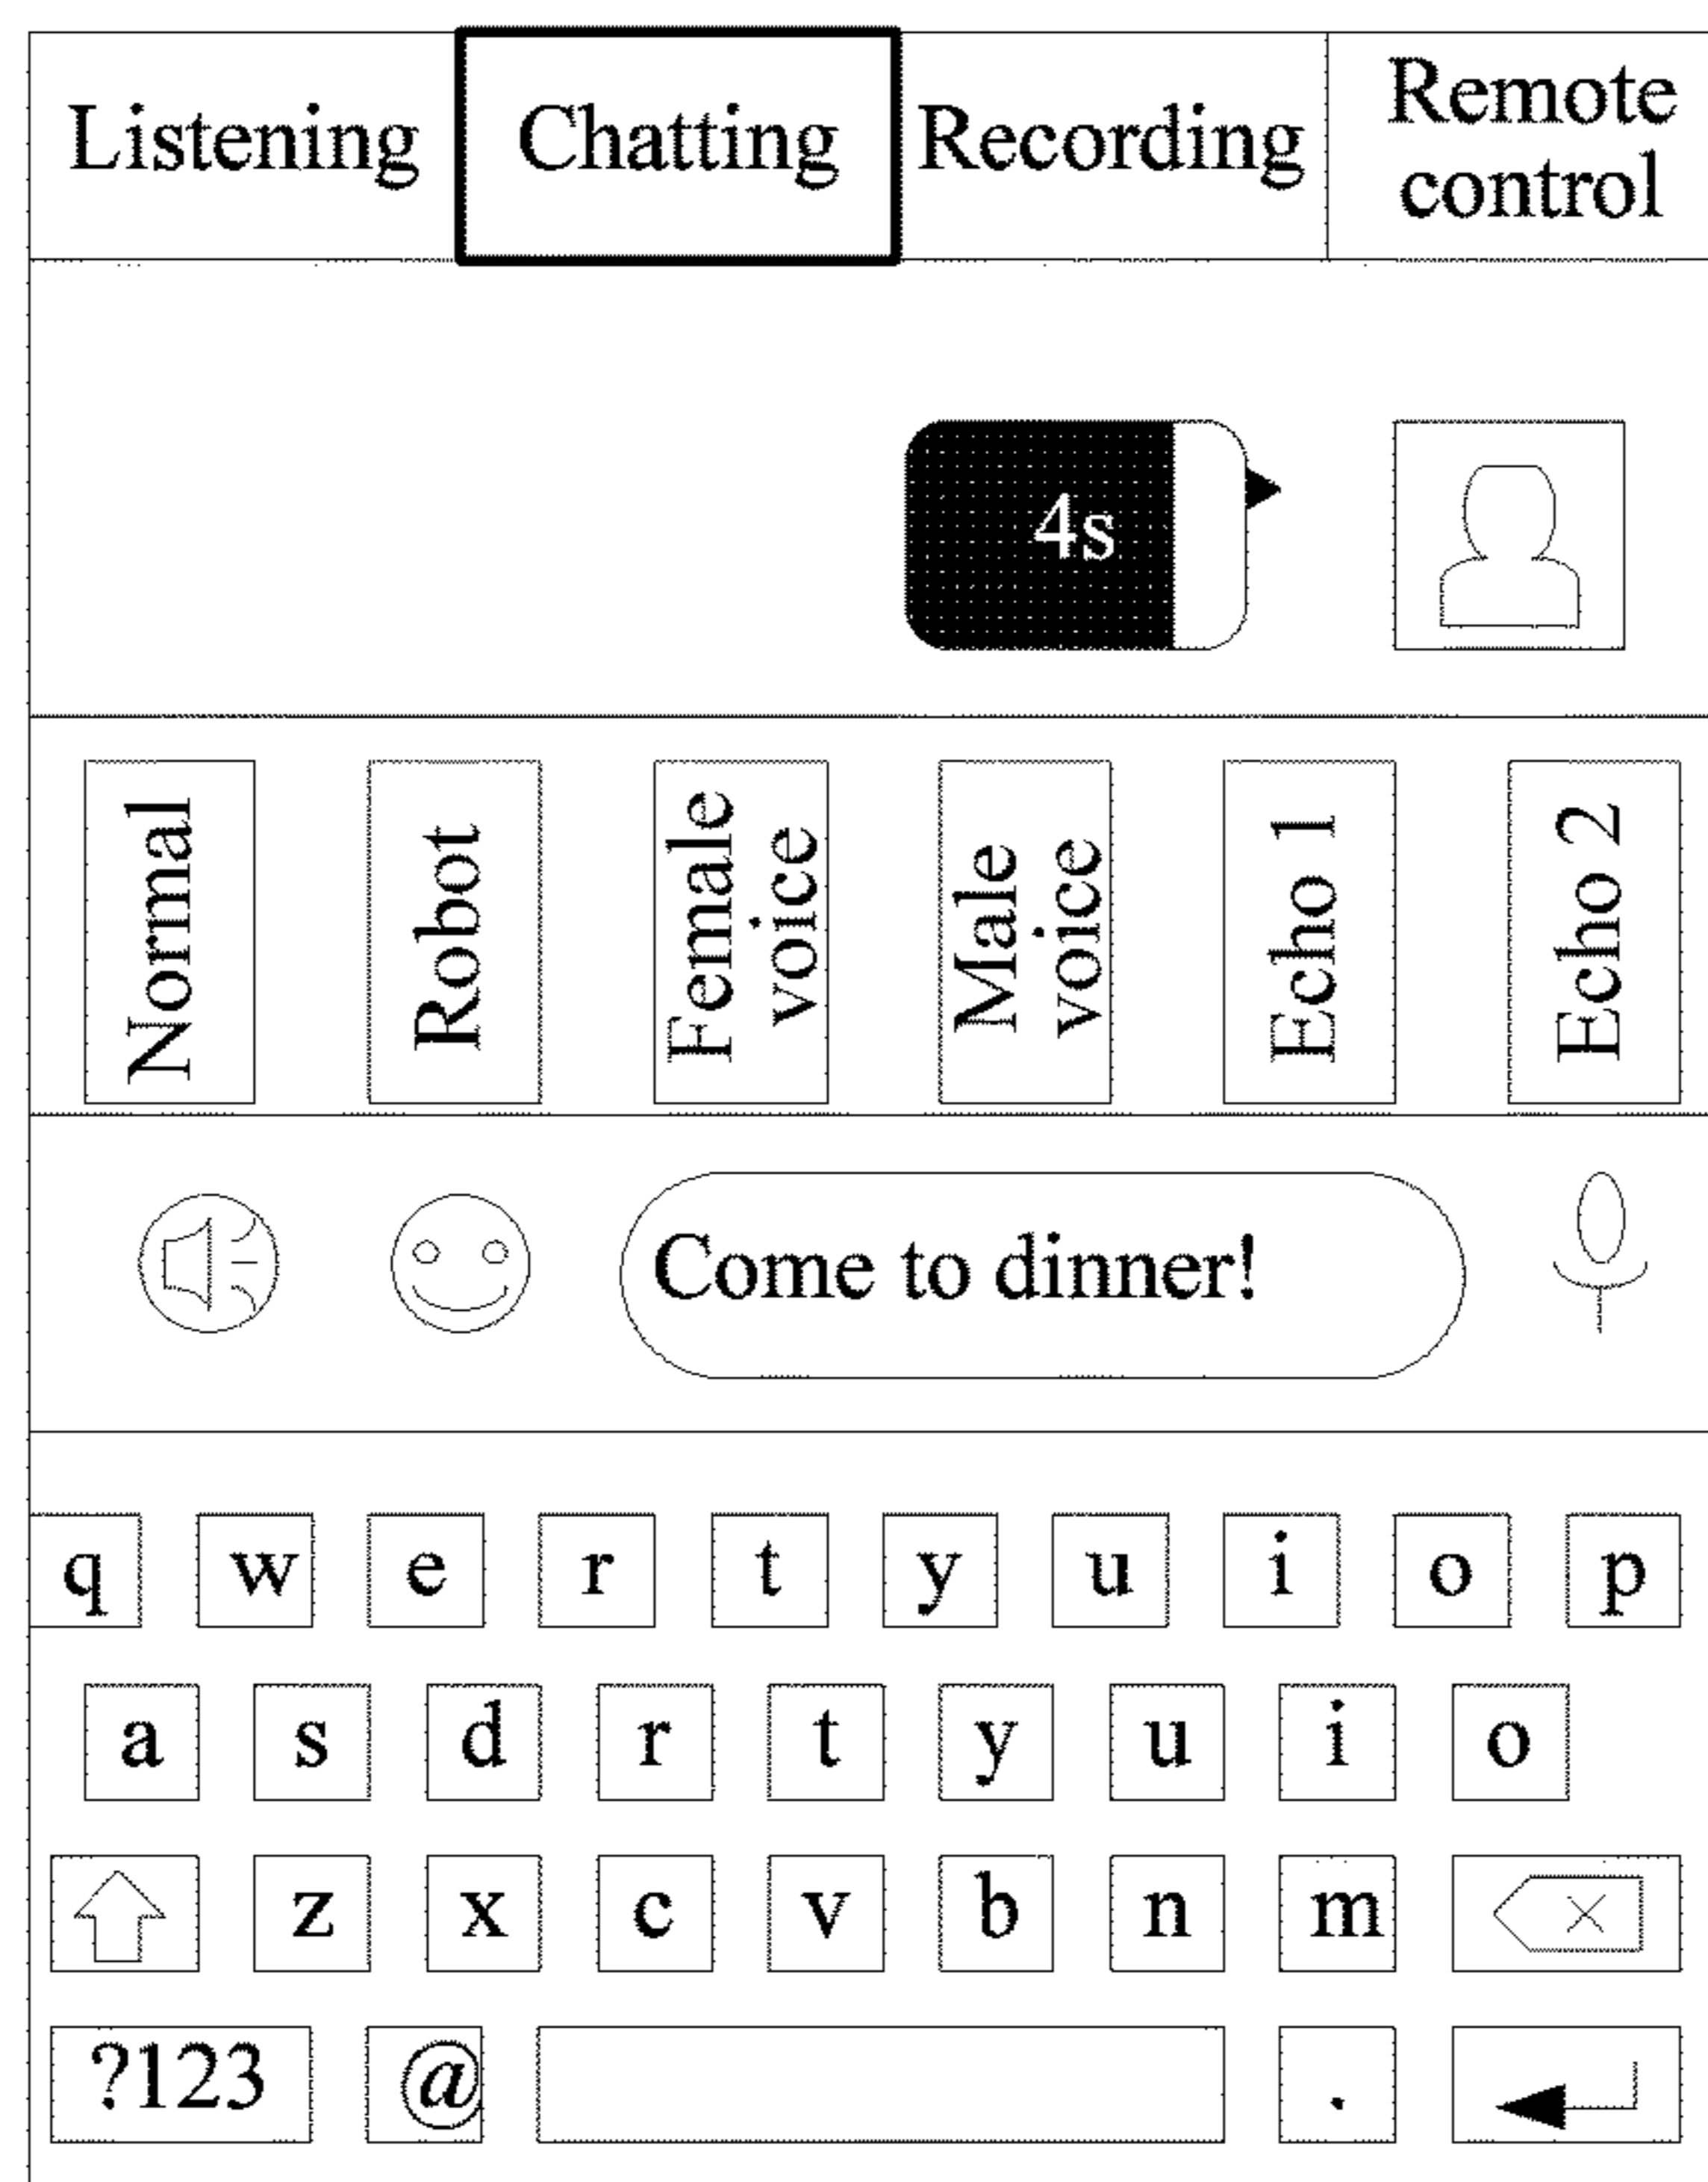 Listening Chatting Recording Remote control
4s
Normal Robot Female voice Male voice Echo 1 Echo 2
Come to dinner!
q w e r t y u i o p
a s d r t y u i o
z x c v b n m
?123 @ .